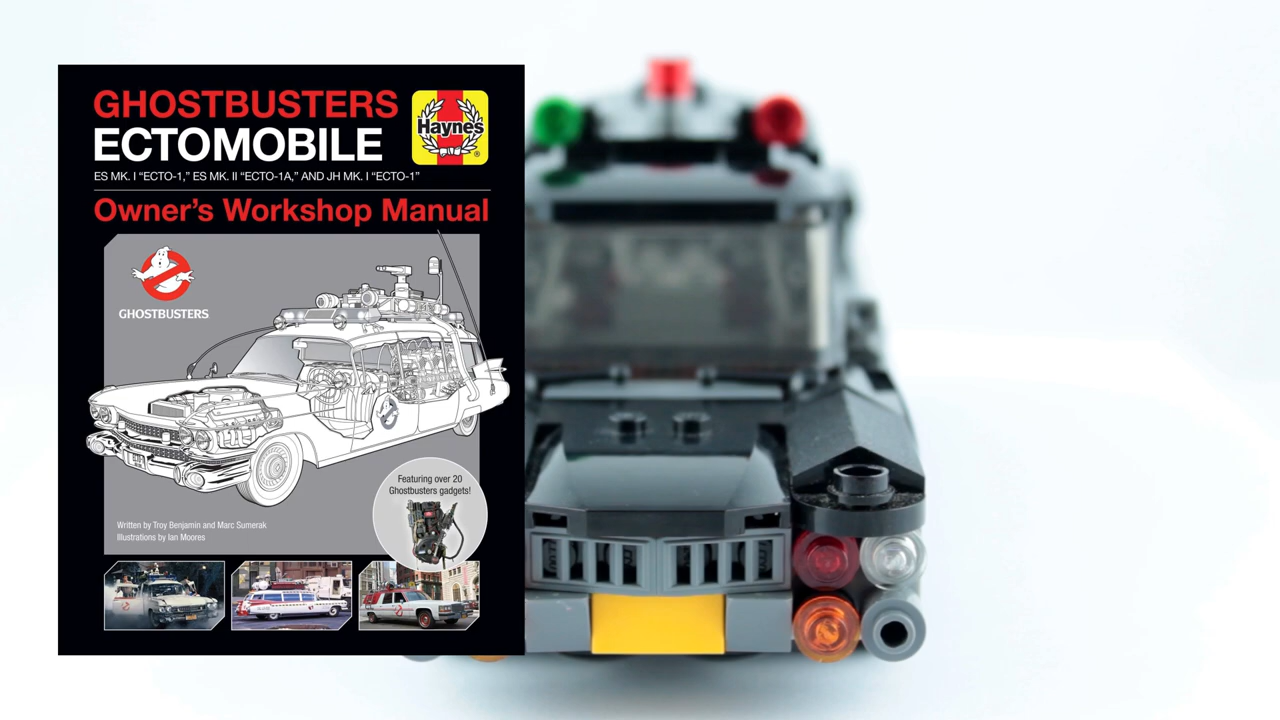 GHOSTBUSTERS
ECTOMOBILE
Haynes
®
ES MK. I “ECTO-1,” ES MK. II “ECTO-1A,” AND JH MK. I “ECTO-1”
Owner’s Workshop Manual
GHOSTBUSTERS
Featuring over 20
Ghostbusters gadgets!
Written by Troy Benjamin and Marc Sumerak
Illustrations by Ian Moores